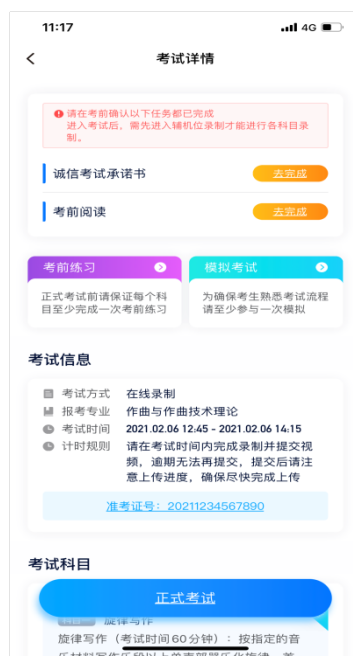 11:17
4G
考试详情
请在考前确认以下任务都已完成
进入考试后，需先进入辅机位录制才能进行各科目录
制。
诚信考试承诺书 去完成
考前阅读 去完成
考前练习 模拟考试
正式考试前请保证每个科
目至少完成一次考前练习
为确保考生熟悉考试流程
请至少参与一次模拟
考试信息
考试方式 在线录制
报考专业 作曲与作曲技术理论
考试时间 2021.02.06 12:45 - 2021.02.06 14:15
计时规则 请在考试时间内完成录制并提交视
频，逾期无法再提交，提交后请注
意上传进度，确保尽快完成上传
准考证号：20211234567890
考试科目
正式考试
旋律写作
旋律写作（考试时间60分钟）：按指定的音